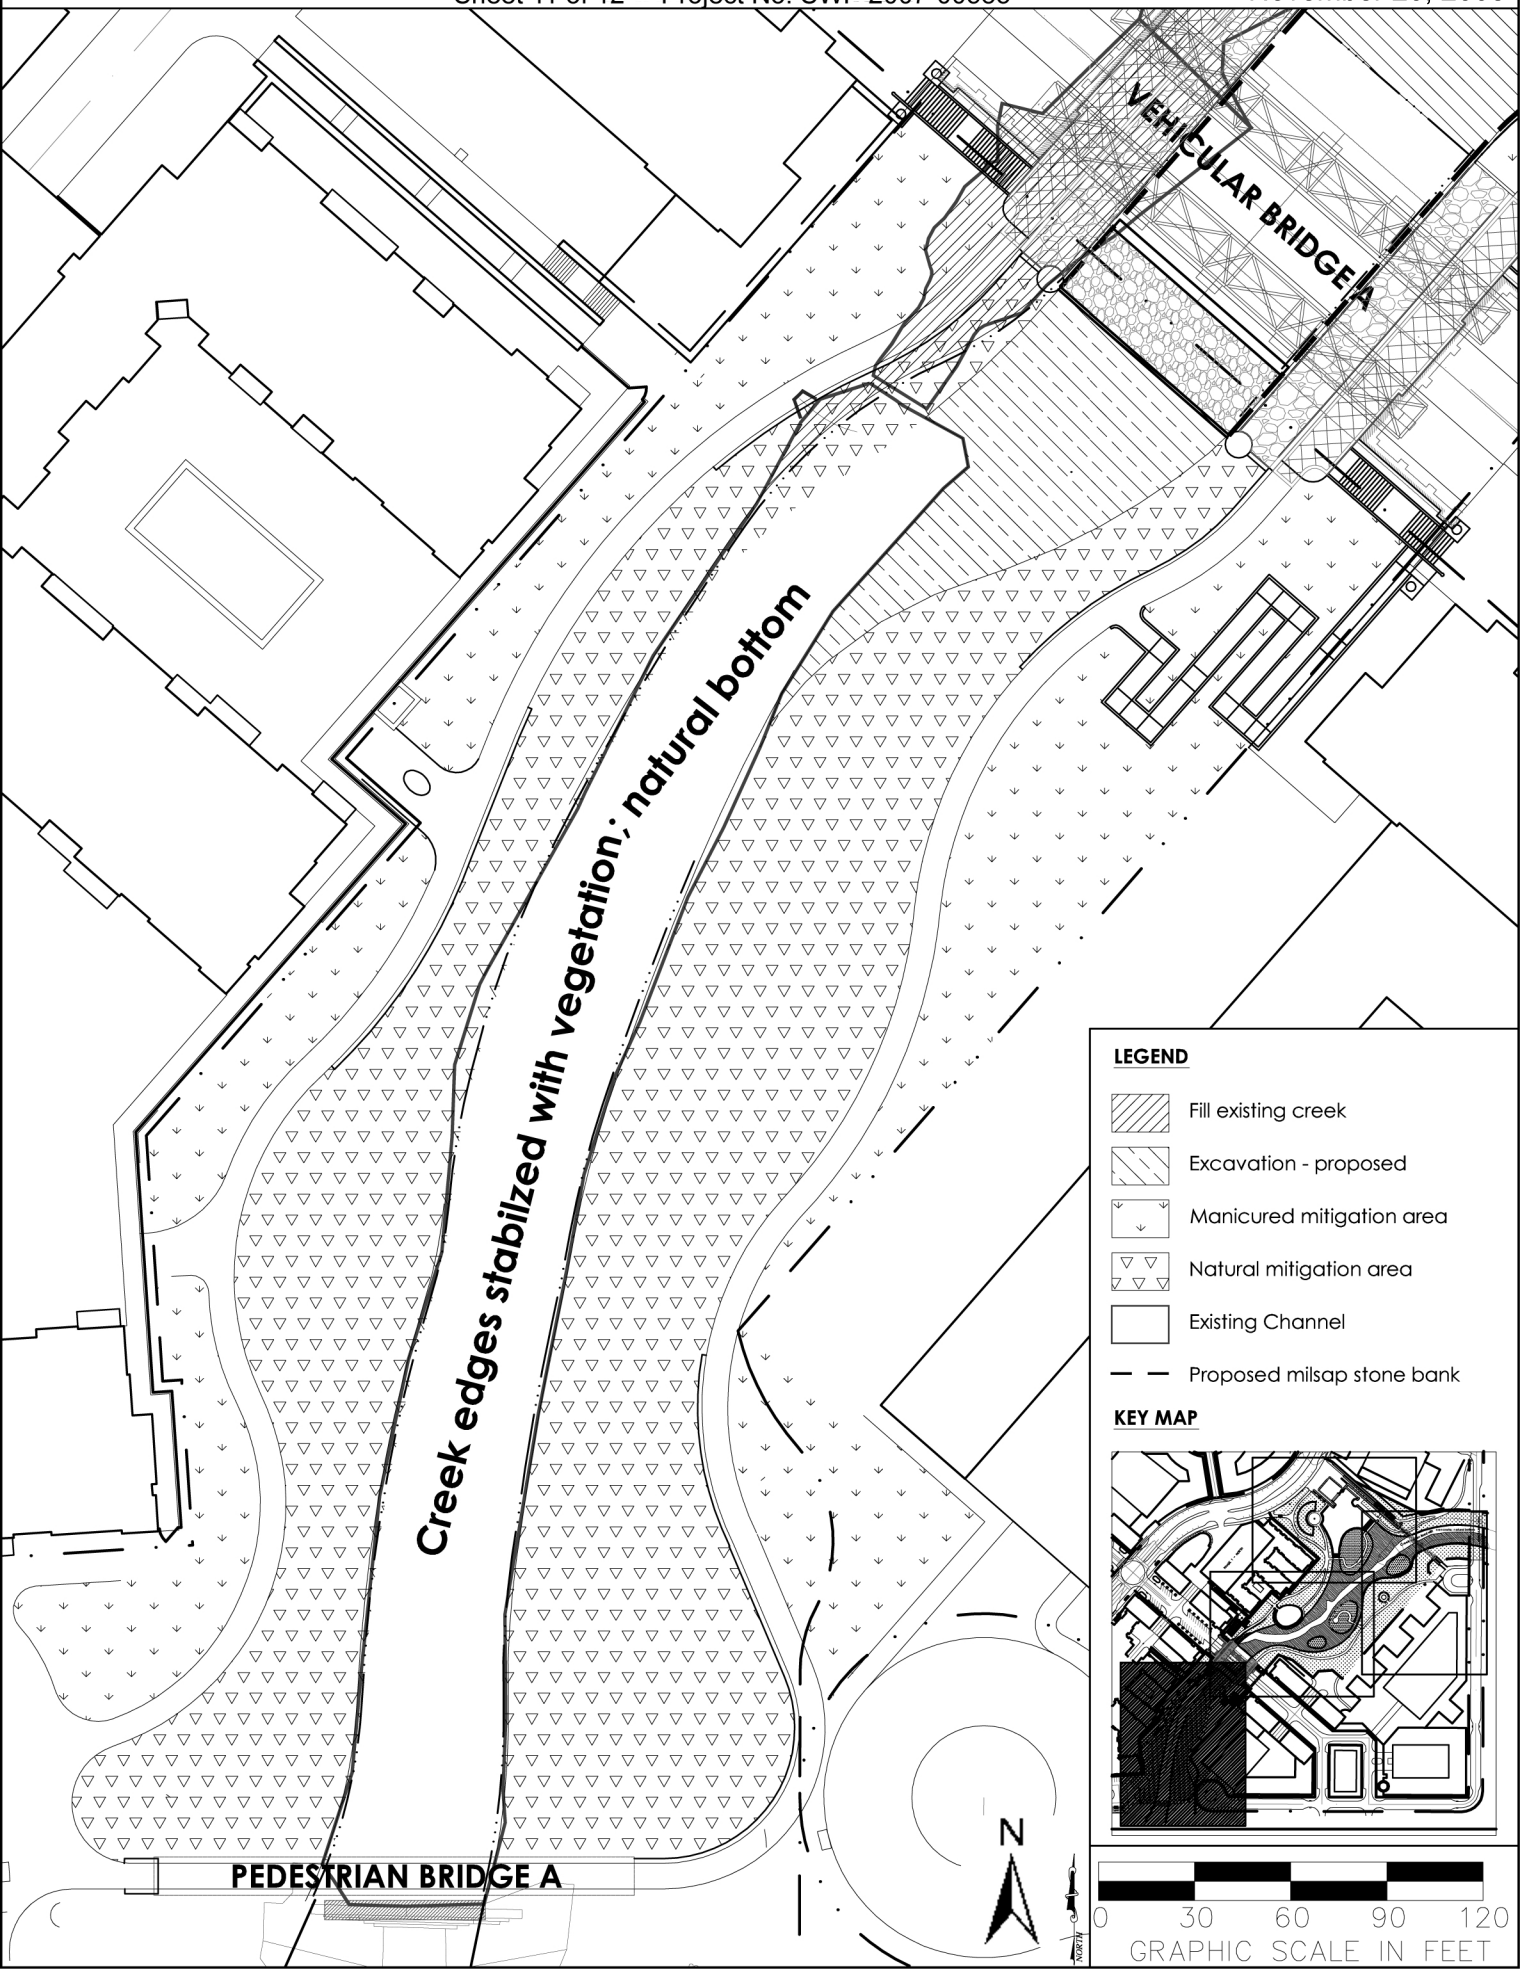 VEHICULAR BRIDGE A
Creek edges stabilzed with vegetation; natural bottom
LEGEND
Fill existing creek
Excavation - proposed
Manicured mitigation area
Natural mitigation area
Existing Channel
Proposed milsap stone bank
KEY MAP
PEDESTRIAN BRIDGE A
N
NORTH
0 30 60 90 120
GRAPHIC SCALE IN FEET